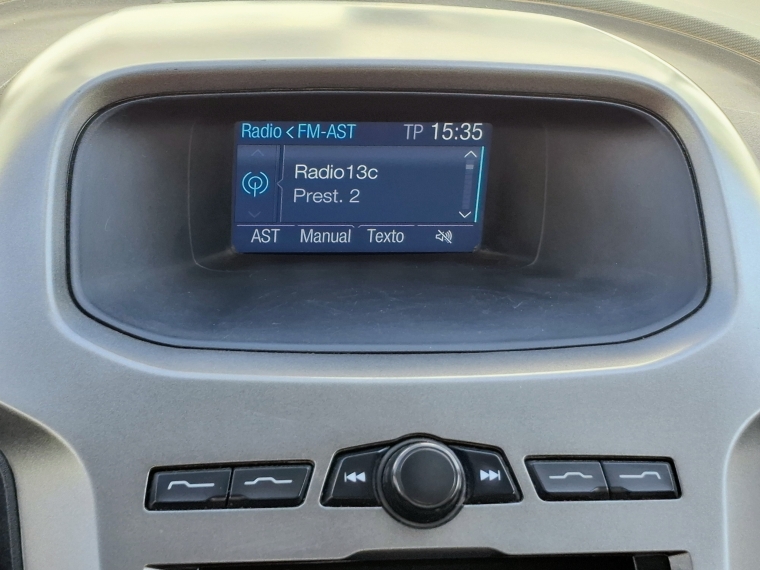 Radio < FM-AST TP 15:35
Radio13c
Prest. 2
AST Manual Texto